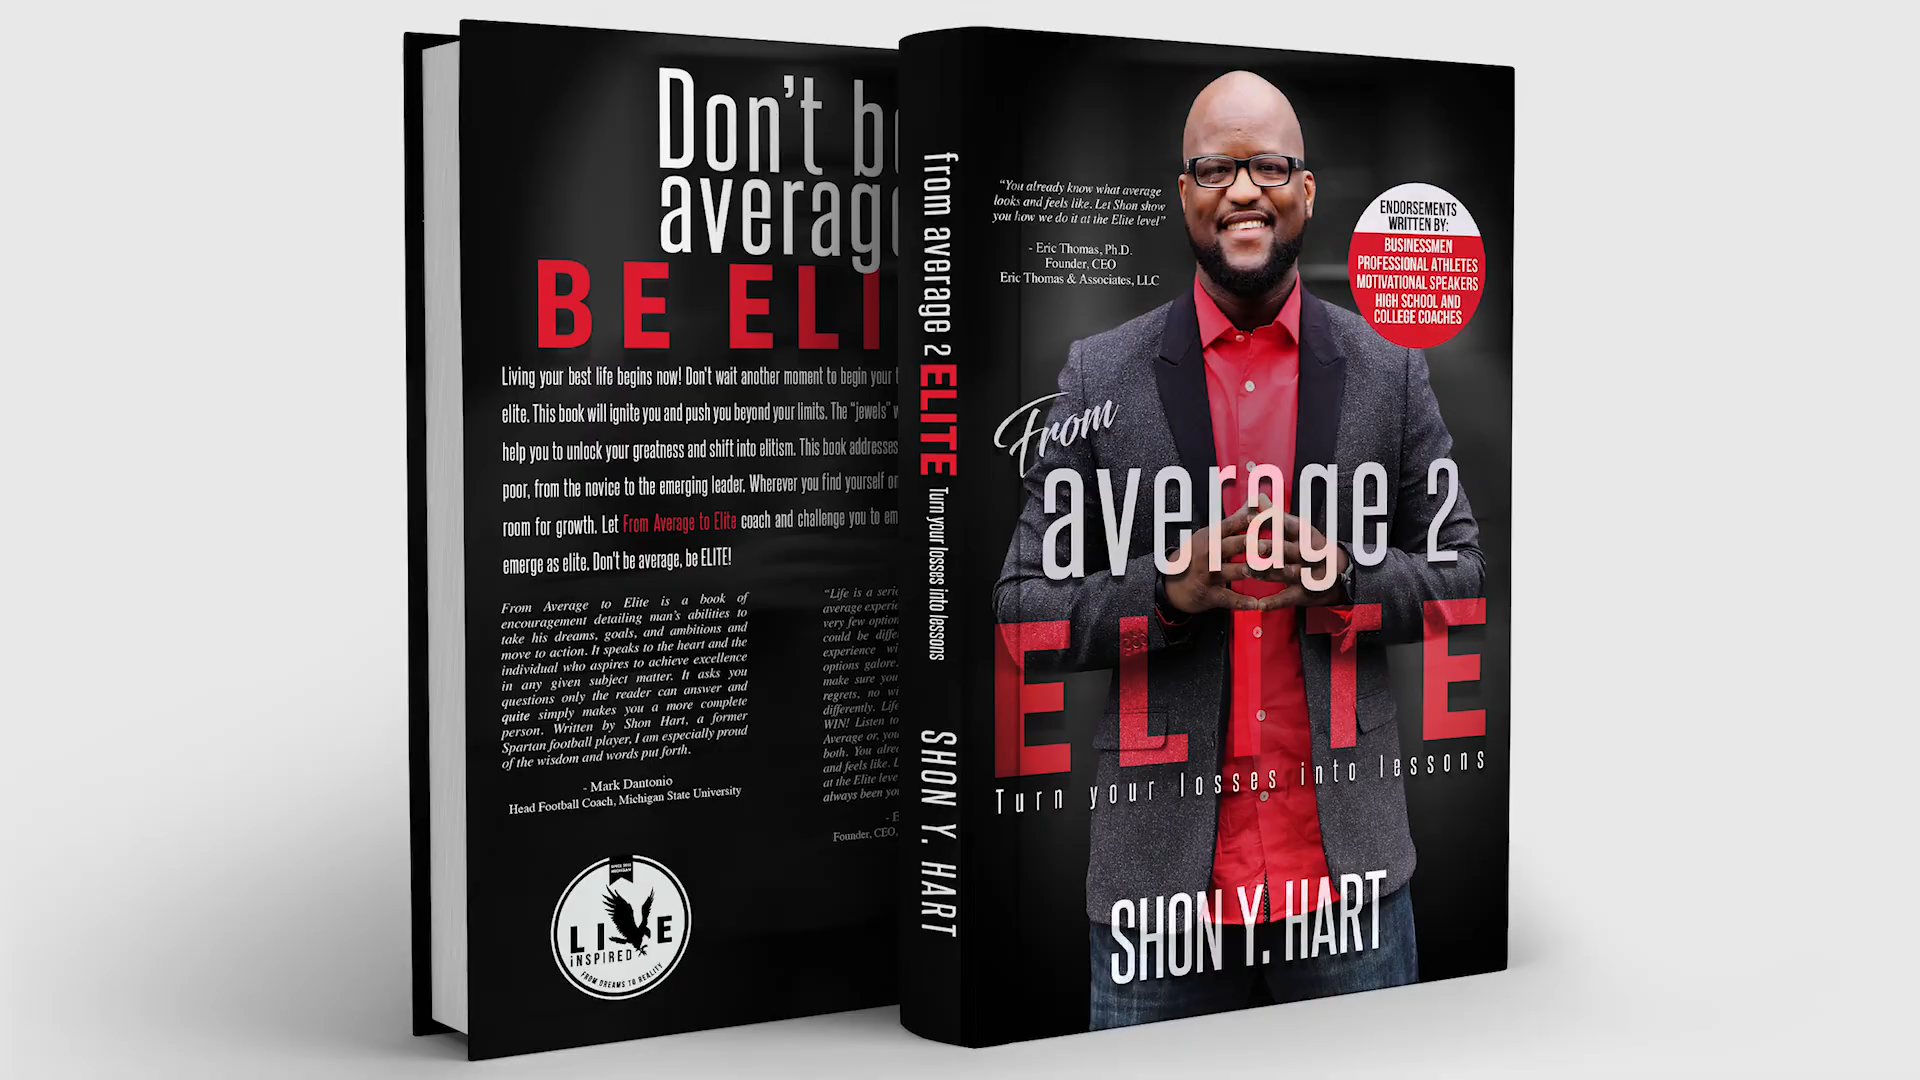 Don't be
average
BE ELI
Living your best life begins now! Don't wait another moment to begin your
elite. This book will ignite you and push you beyond your limits. The "jewels"
help you to unlock your greatness and shift into elitism. This book addresses
poor, from the novice to the emerging leader. Wherever you find yourself on
room for growth. Let From Average to Elite coach and challenge you to em
emerge as elite. Don't be average, be ELITE!
From Average to Elite is a book of
encouragement detailing man's abilities to
take his dreams, goals, and ambitions and
move to action. It speaks to the heart and the
individual who aspires to achieve excellence
in any given subject matter. It asks you
questions only the reader can answer and
quite simply makes you a more complete
person. Written by Shon Hart, a former
Spartan football player, I am especially proud
of the wisdom and words put forth.
- Mark Dantonio
Head Football Coach, Michigan State University
"Life is a seri
average experie
very few option
could be diffe
experience wi
options galore.
make sure you
regrets, no wi
differently. Life
WIN! Listen to
Average or, you
both. You alrea
and feels like. L
at the Elite leve
always been yo
- E
Founder, CEO,
LIVE
iNSPIRED
FROM DREAMS TO REALITY
from average 2 ELITE Turn your losses into lessons
SHON Y. HART
"You already know what average
looks and feels like. Let Shon show
you how we do it at the Elite level"
- Eric Thomas, Ph.D.
Founder, CEO
Eric Thomas & Associates, LLC
ENDORSEMENTS
WRITTEN BY:
BUSINESSMEN
PROFESSIONAL ATHLETES
MOTIVATIONAL SPEAKERS
HIGH SCHOOL AND
COLLEGE COACHES
From
average 2
ELITE
Turn your losses into lessons
SHON Y. HART